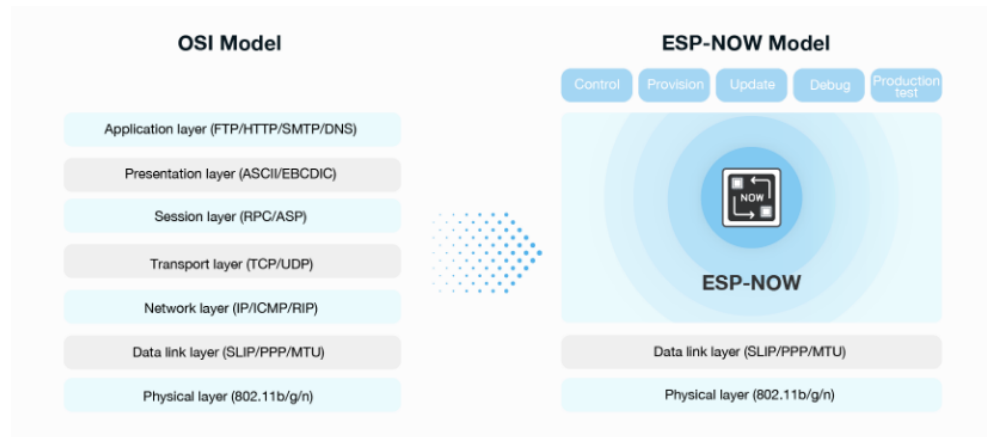 OSI Model
Application layer (FTP/HTTP/SMTP/DNS)
Presentation layer (ASCII/EBCDIC)
Session layer (RPC/ASP)
Transport layer (TCP/UDP)
Network layer (IP/ICMP/RIP)
Data link layer (SLIP/PPP/MTU)
Physical layer (802.11b/g/n)
ESP-NOW Model
Control
Provision
Update
Debug
Production
test
NOW
ESP-NOW
Data link layer (SLIP/PPP/MTU)
Physical layer (802.11b/g/n)